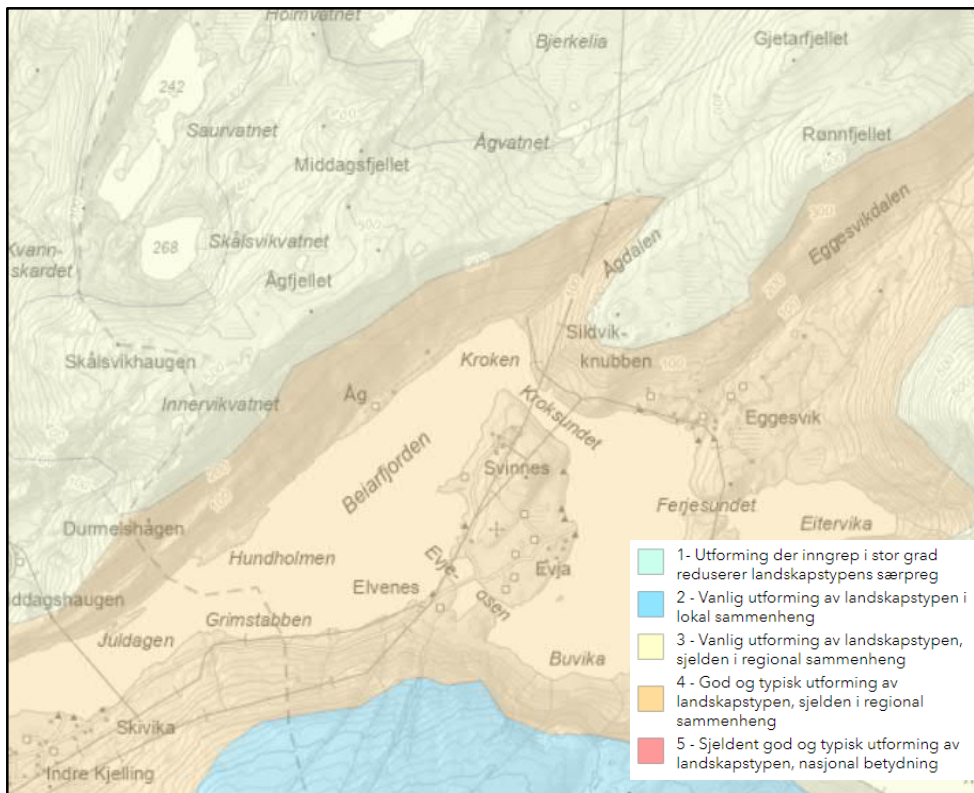 Holmvatnet
Bjerkelia
Gjetarfjellet
242
Saurvatnet
Ågvatnet
Rønnfjellet
Middagsfjellet
Eggesvikdalen
Kvann-
skardet
268
Skålsvikvatnet
Ågdalen
Ågfjellet
Sildvik-
knubben
Skålsvikhaugen
Kroken
Innervikvatnet
Åg
Kroksundet
Eggesvik
Beiarfjorden
Svinnes
Ferjesundet
Eitervika
Durmelshågen
Hundholmen
Evje-
osen
Evja
Elvenes
ddagshaugen
Grimstabben
Juldagen
Buvika
Skivika
Indre Kjelling
1- Utforming der inngrep i stor grad
reduserer landskapstypens særpreg
2 - Vanlig utforming av landskapstypen i
lokal sammenheng
3 - Vanlig utforming av landskapstypen,
sjelden i regional sammenheng
4 - God og typisk utforming av
landskapstypen, sjelden i regional
sammenheng
5 - Sjeldent god og typisk utforming av
landskapstypen, nasjonal betydning